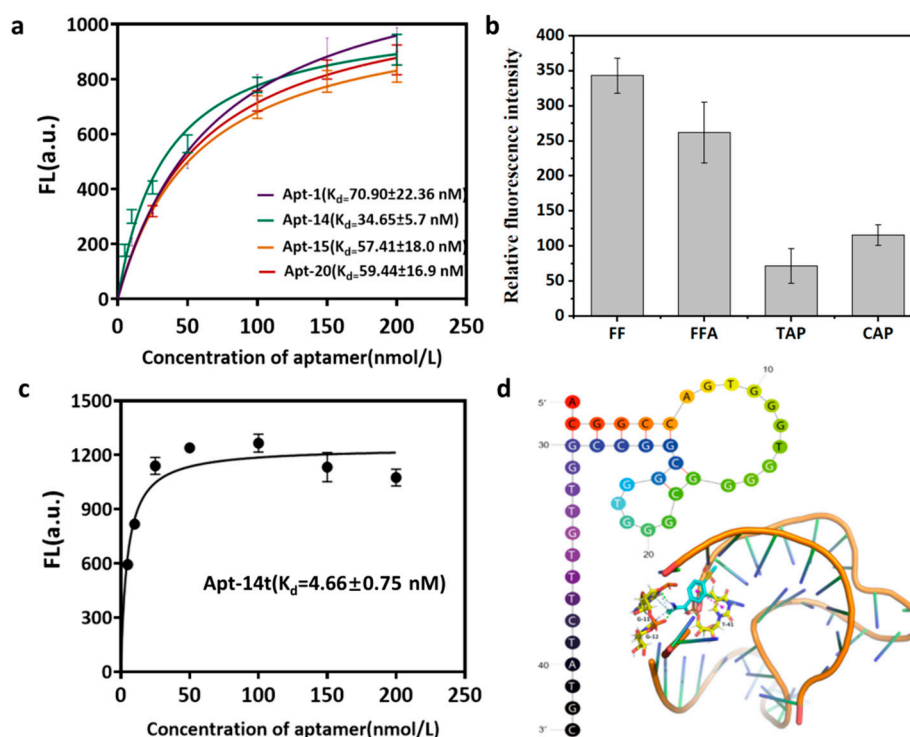 a
FL(a.u.)
1000
800
600
400
200
0
Apt-1(Kd=70.90±22.36 nM)
Apt-14(Kd=34.65±5.7 nM)
Apt-15(Kd=57.41±18.0 nM)
Apt-20(Kd=59.44±16.9 nM
0 50 100 150 200 250
Concentration of aptamer(nmol/L)
b
Relative fluorescence intensity
400
350
300
250
200
150
100
50
0
FF FFA TAP CAP
c
FL(a.u.)
1500
1200
900
600
300
0
Apt-14t(Kd=4.66±0.75 nM)
0 50 100 150 200 250
Concentration of aptamer(nmol/L)
d
10
5'
A
A G T G G G T G G G G
C G G C C
30
G C C G G
C G
G G C
T G G G G
20
G G T T G T T T C T A T G C
40
3'
G-11
G-12
T-41